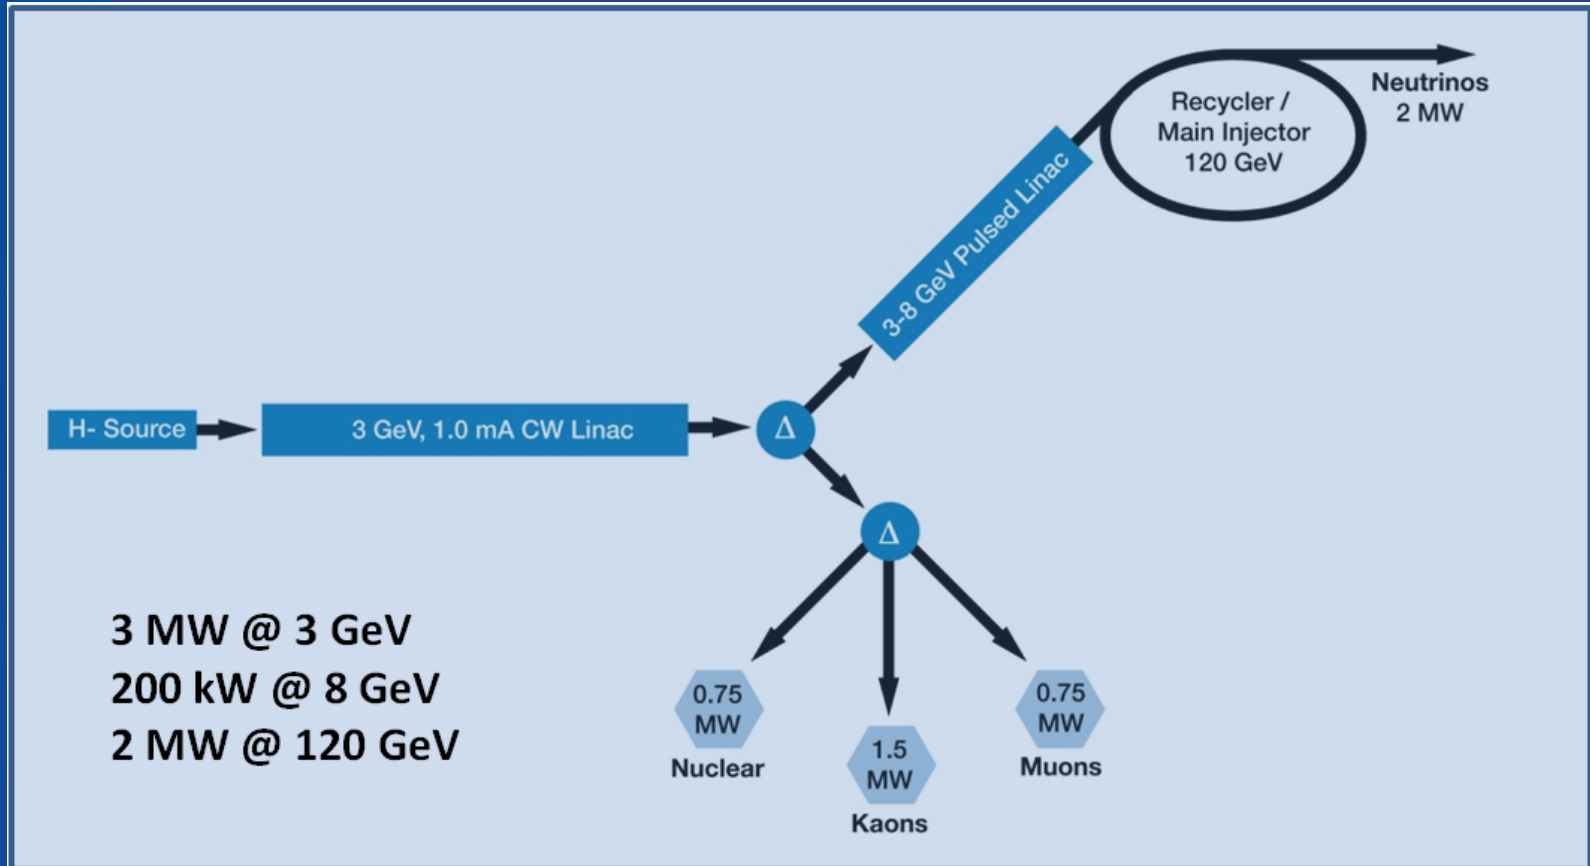 Neutrinos
2 MW
Recycler /
Main Injector
120 GeV
3-8 GeV Pulsed Linac
H- Source
3 GeV, 1.0 mA CW Linac
Δ
Δ
3 MW @ 3 GeV
200 kW @ 8 GeV
2 MW @ 120 GeV
0.75
MW
Nuclear
1.5
MW
Kaons
0.75
MW
Muons